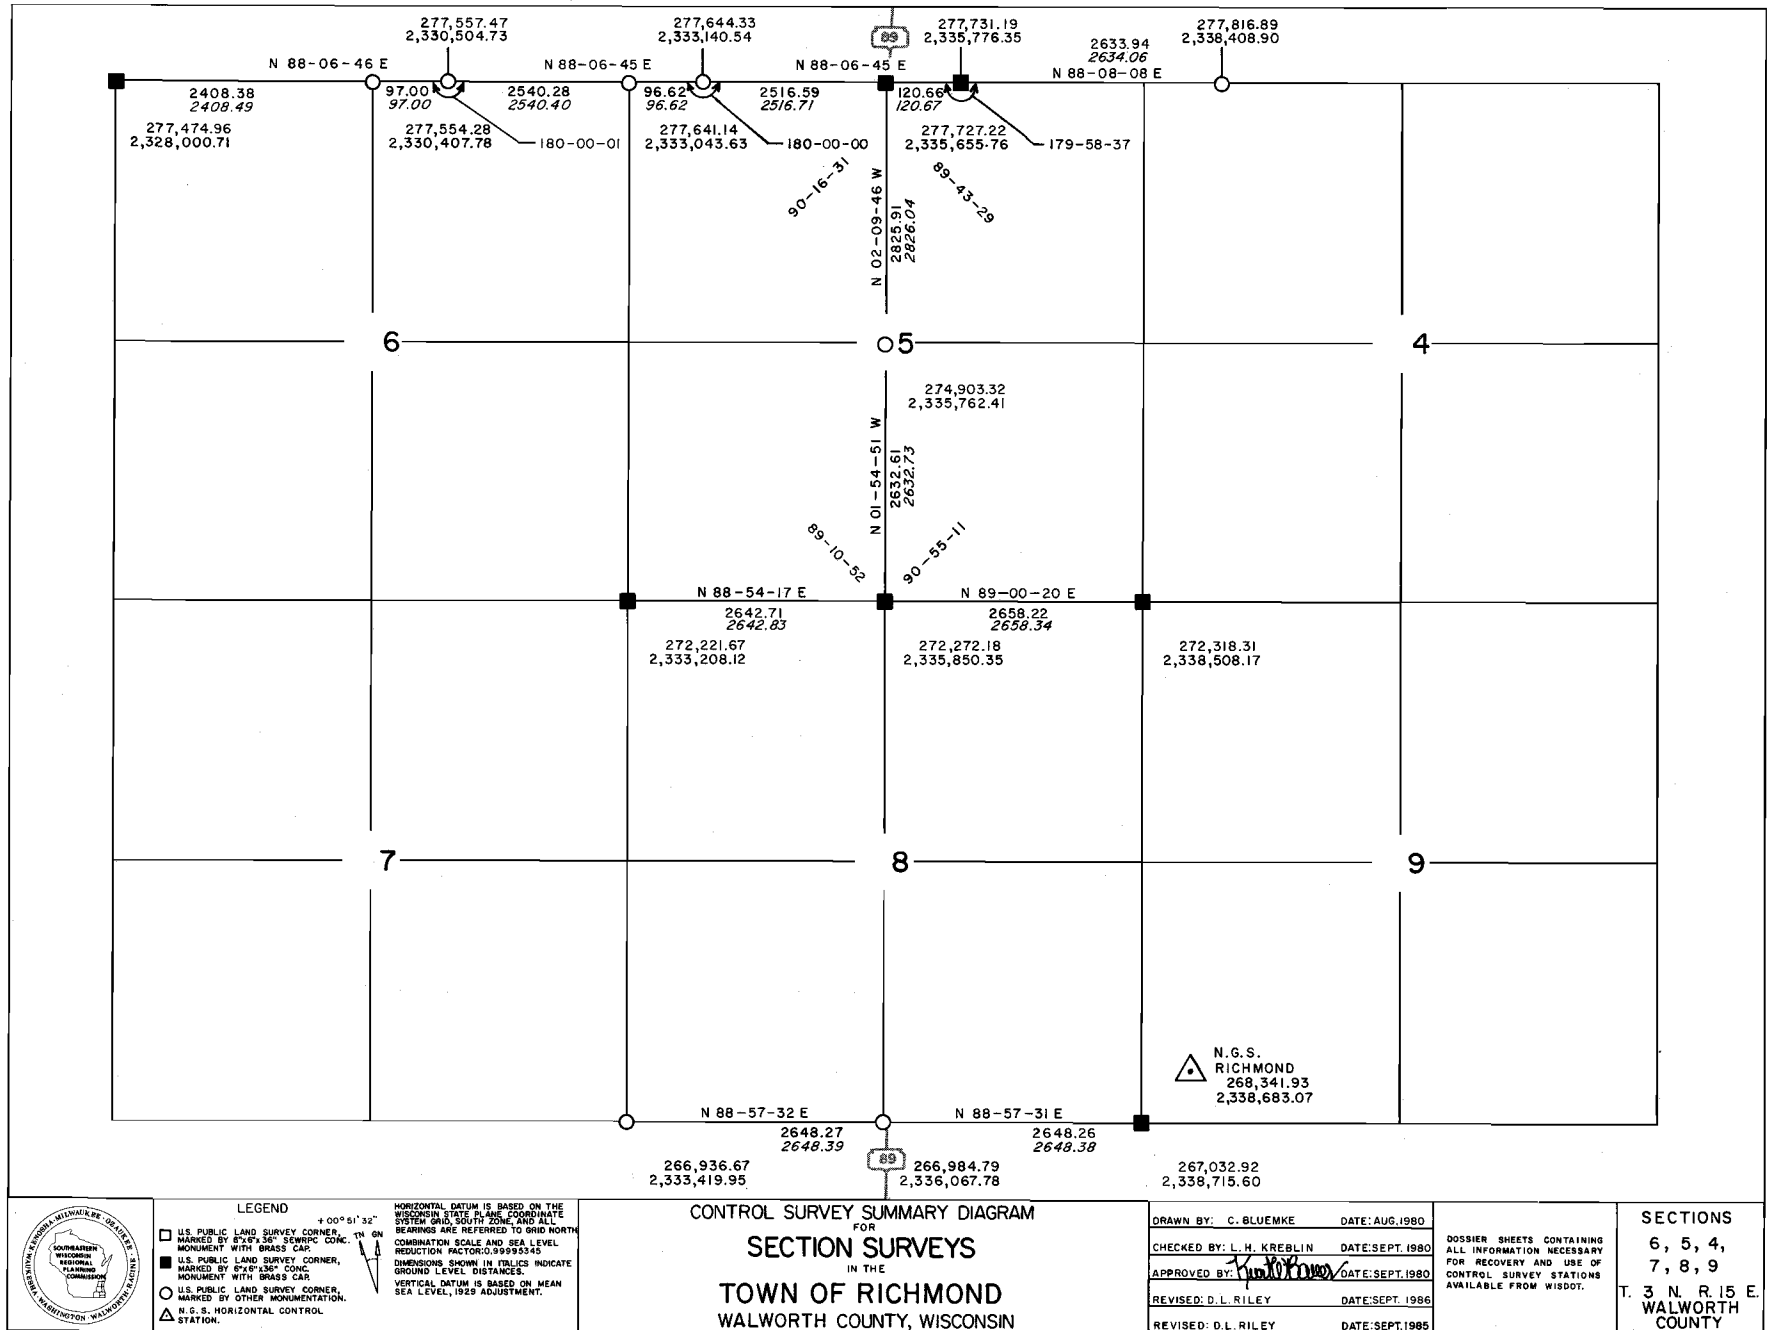 277,557.47
2,330,504.73
277,644.33
2,333,140.54
89
277,731.19
2,335,776.35
2633.94
2634.06
277,816.89
2,338,408.90
N 88-06-46 E
N 88-06-45 E
N 88-06-45 E
N 88-08-08 E
2408.38
2408.49
97.00
97.00
2540.28
2540.40
96.62
96.62
2516.59
2516.71
120.66
120.67
277,474.96
2,328,000.71
277,554.28
2,330,407.78
180-00-01
277,641.14
2,333,043.63
180-00-00
277,727.22
2,335,655.76
179-58-37
90-16-31
89-43-29
N 02-09-46 W
2825.91
2826.04
6
5
4
274,903.32
2,335,762.41
N 01-54-51 W
2632.61
2632.73
89-10-52
90-55-11
N 88-54-17 E
N 89-00-20 E
2642.71
2642.83
2658.22
2658.34
272,221.67
2,333,208.12
272,272.18
2,335,850.35
272,318.31
2,338,508.17
7
8
9
N.G.S.
RICHMOND
268,341.93
2,338,683.07
N 88-57-32 E
N 88-57-31 E
2648.27
2648.39
2648.26
2648.38
89
266,936.67
2,333,419.95
266,984.79
2,336,067.78
267,032.92
2,338,715.60
SOUTHEASTERN
WISCONSIN
REGIONAL
PLANNING
COMMISSION
KENOSHA · MILWAUKEE · OZAUKEE · RACINE · WALWORTH · WASHINGTON · WAUKESHA
LEGEND
+00°51'32"
TN GN
U.S. PUBLIC LAND SURVEY CORNER,
MARKED BY 6"x6"x36" SEWRPC CONC.
MONUMENT WITH BRASS CAP.
U.S. PUBLIC LAND SURVEY CORNER,
MARKED BY 6"x6"x36" CONC.
MONUMENT WITH BRASS CAP.
U.S. PUBLIC LAND SURVEY CORNER,
MARKED BY OTHER MONUMENTATION.
N.G.S. HORIZONTAL CONTROL
STATION.
HORIZONTAL DATUM IS BASED ON THE
WISCONSIN STATE PLANE COORDINATE
SYSTEM GRID, SOUTH ZONE, AND ALL
BEARINGS ARE REFERRED TO GRID NORTH
COMBINATION SCALE AND SEA LEVEL
REDUCTION FACTOR:0.99995345
DIMENSIONS SHOWN IN ITALICS INDICATE
GROUND LEVEL DISTANCES.
VERTICAL DATUM IS BASED ON MEAN
SEA LEVEL, 1929 ADJUSTMENT.
CONTROL SURVEY SUMMARY DIAGRAM
FOR
SECTION SURVEYS
IN THE
TOWN OF RICHMOND
WALWORTH COUNTY, WISCONSIN
DRAWN BY: C. BLUEMKE DATE: AUG.1980
CHECKED BY: L.H. KREBLIN DATE:SEPT. 1980
APPROVED BY: DATE:SEPT.1980
REVISED: D.L. RILEY DATE:SEPT. 1986
REVISED: D.L. RILEY DATE:SEPT.1985
DOSSIER SHEETS CONTAINING
ALL INFORMATION NECESSARY
FOR RECOVERY AND USE OF
CONTROL SURVEY STATIONS
AVAILABLE FROM WISDOT.
SECTIONS
6, 5, 4,
7, 8, 9
T. 3 N. R. 15 E.
WALWORTH
COUNTY